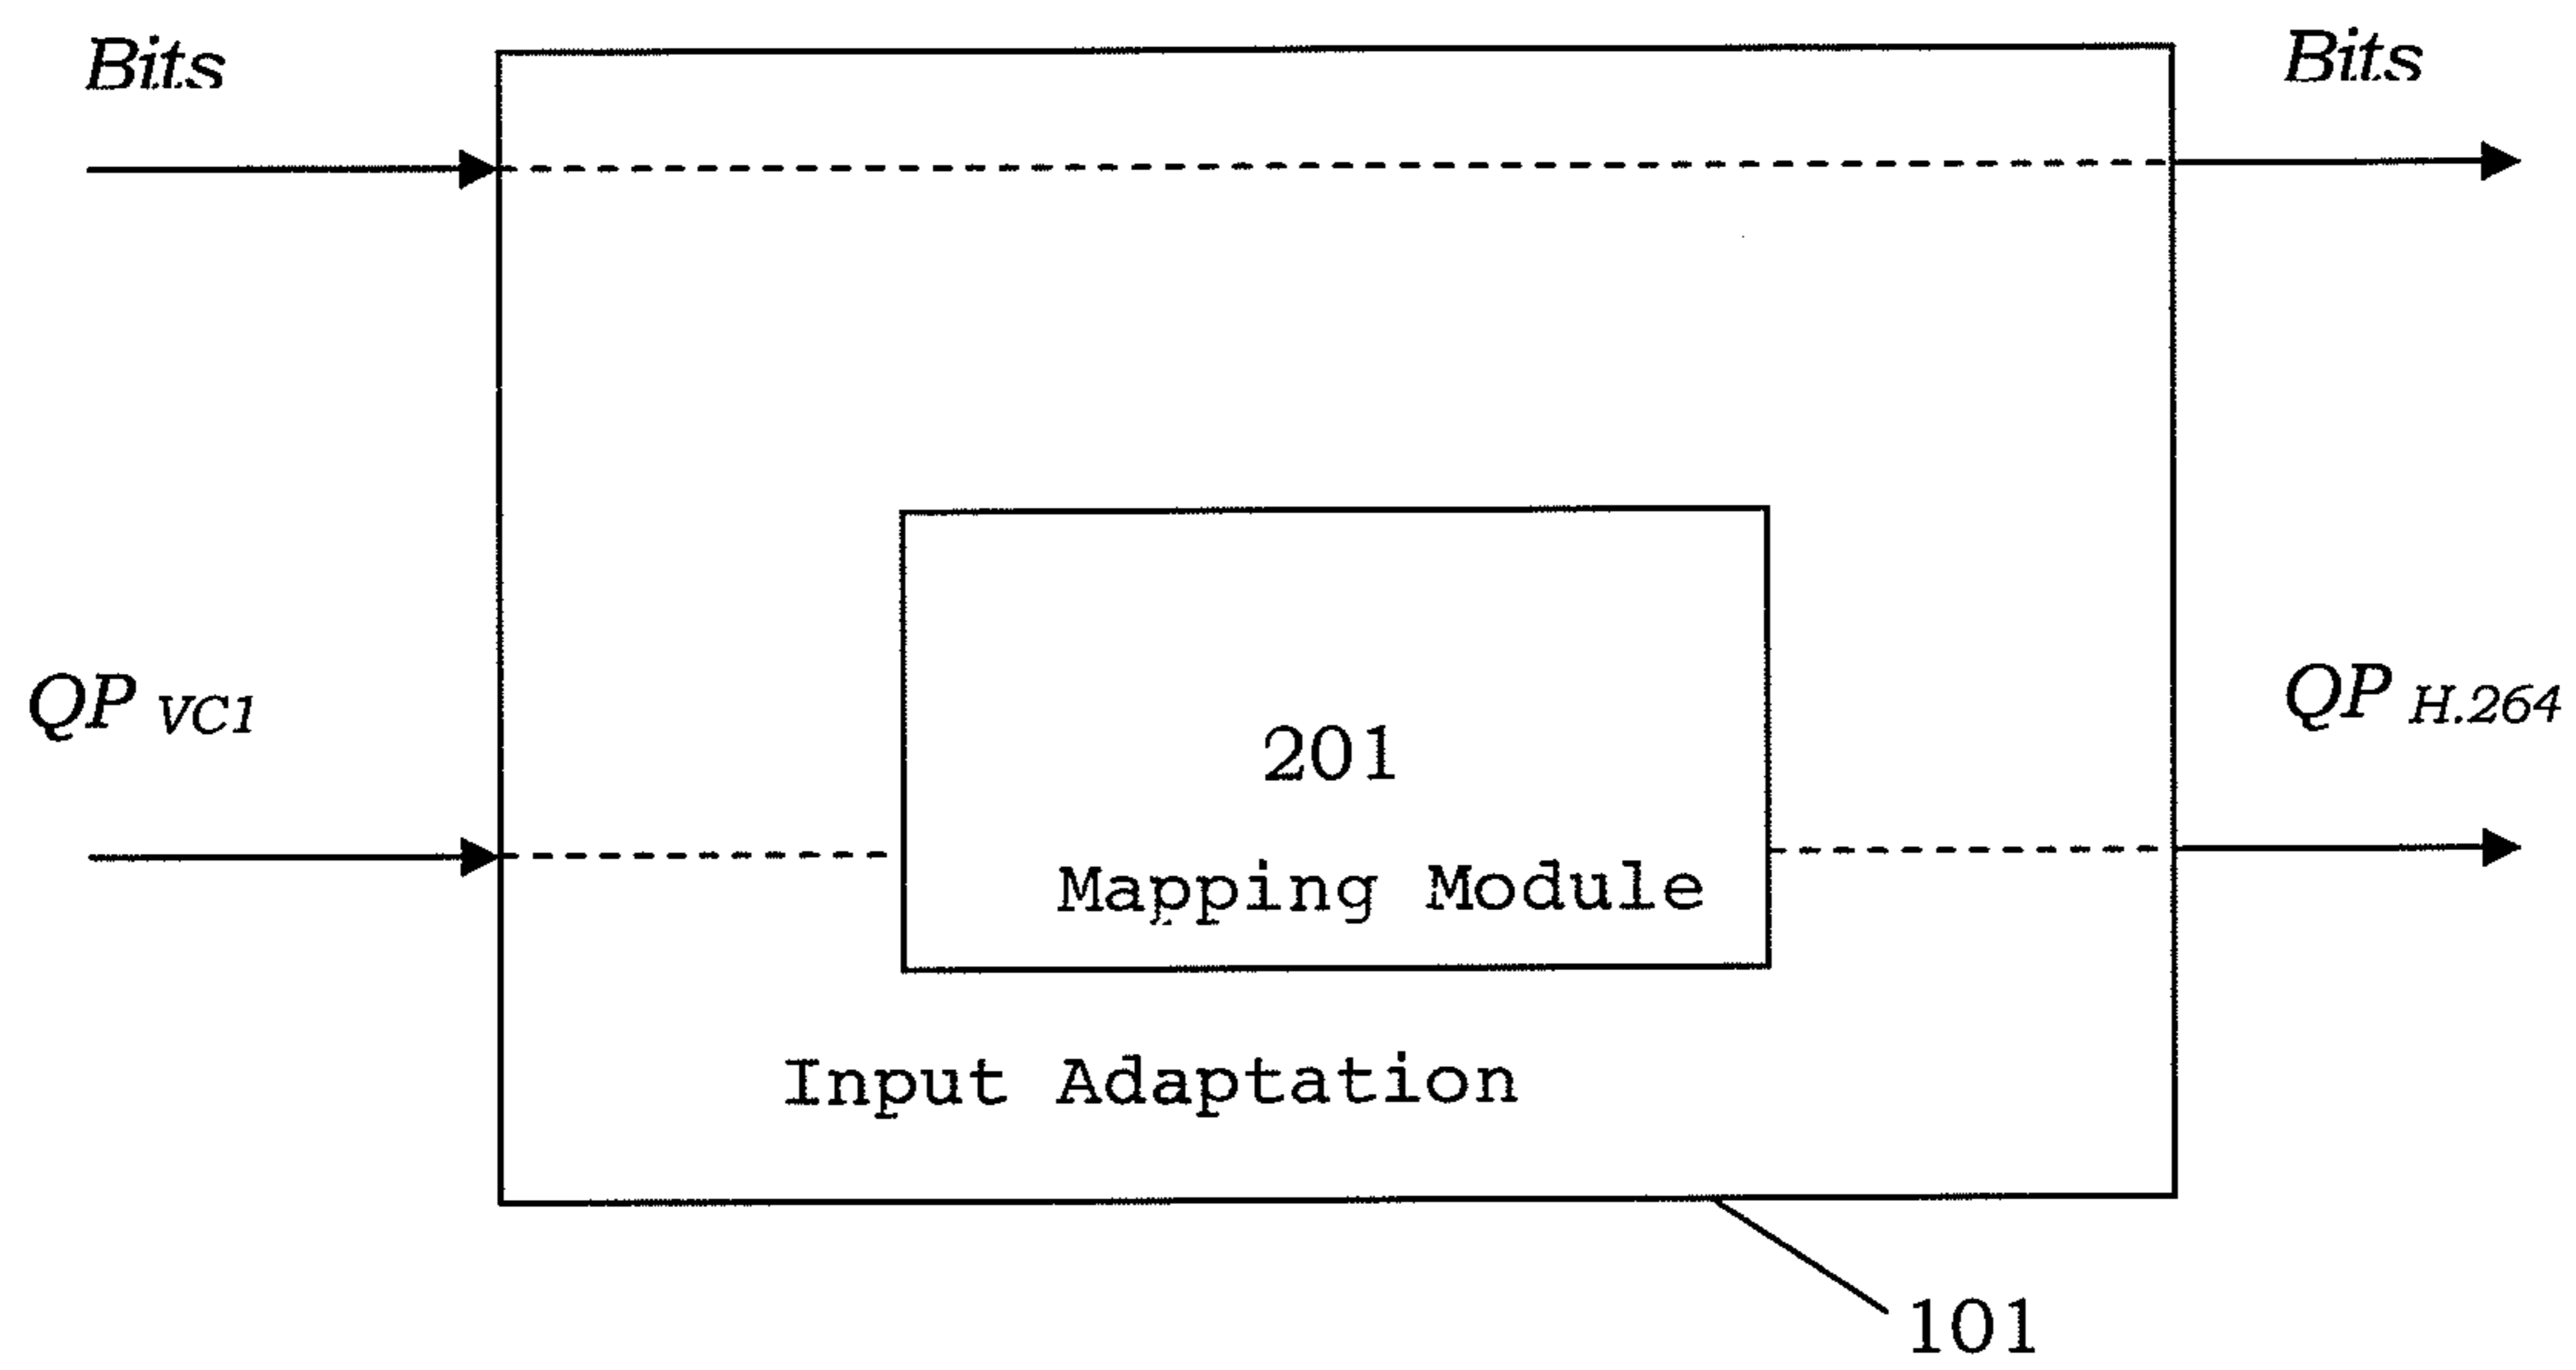 Bits
Bits
QP VC1
QP H.264
201
Mapping Module
Input Adaptation
101